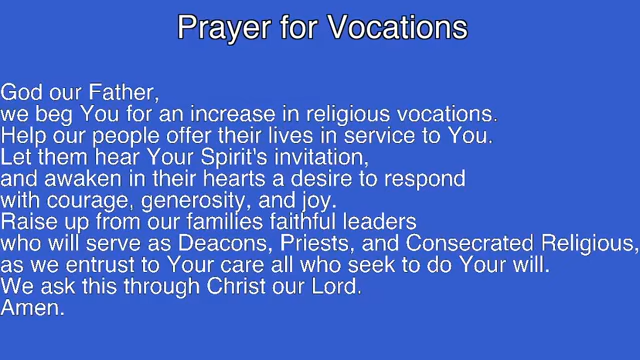 Prayer for Vocations
God our Father,
we beg You for an increase in religious vocations.
Help our people offer their lives in service to You.
Let them hear Your Spirit's invitation,
and awaken in their hearts a desire to respond
with courage, generosity, and joy.
Raise up from our families faithful leaders
who will serve as Deacons, Priests, and Consecrated Religious,
as we entrust to Your care all who seek to do Your will.
We ask this through Christ our Lord.
Amen.